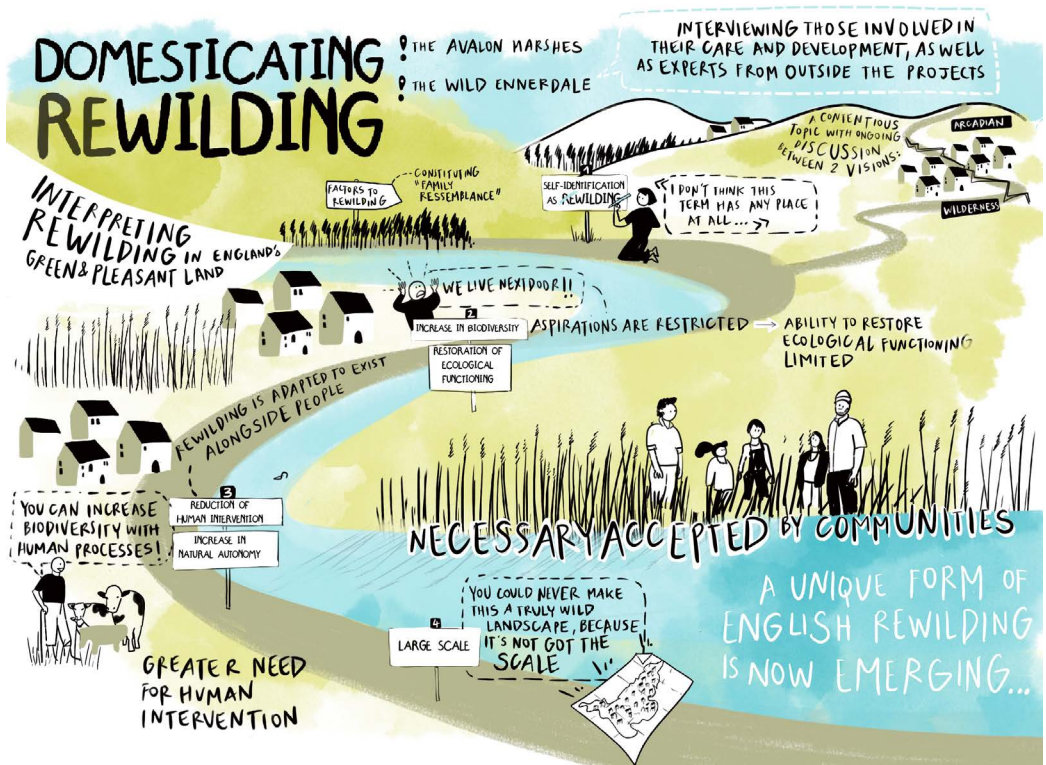 DOMESTICATING
REWILDING
! THE AVALON MARSHES
! THE WILD ENNERDALE
INTERVIEWING THOSE INVOLVED IN
THEIR CARE AND DEVELOPMENT, AS WELL
AS EXPERTS FROM OUTSIDE THE PROJECTS
A CONTENTIOUS
TOPIC WITH ONGOING
DISCUSSION
BETWEEN 2 VISIONS:
ARCADIAN
WILDERNESS
INTERPRETING
REWILDING IN ENGLAND'S
GREEN & PLEASANT LAND
FACTORS TO
REWILDING
CONSTITUTING
"FAMILY
RESSEMBLANCE"
1
SELF-IDENTIFICATION
AS REWILDING
I DON'T THINK THIS
TERM HAS ANY PLACE
AT ALL...
WE LIVE NEXTDOOR!!
2
INCREASE IN BIODIVERSITY
RESTORATION OF
ECOLOGICAL
FUNCTIONING
ASPIRATIONS ARE RESTRICTED → ABILITY TO RESTORE
ECOLOGICAL FUNCTIONING
LIMITED
REWILDING IS ADAPTED TO EXIST
ALONGSIDE PEOPLE
3
REDUCTION OF
HUMAN INTERVENTION
INCREASE IN
NATURAL AUTONOMY
YOU CAN INCREASE
BIODIVERSITY WITH
HUMAN PROCESSES!
GREATER NEED
FOR HUMAN
INTERVENTION
NECESSARY ACCEPTED BY COMMUNITIES
4
LARGE SCALE
YOU COULD NEVER MAKE
THIS A TRULY WILD
LANDSCAPE, BECAUSE
IT'S NOT GOT THE
SCALE
A UNIQUE FORM OF
ENGLISH REWILDING
IS NOW EMERGING...